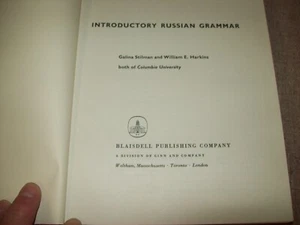 INTRODUCTORY RUSSIAN GRAMMAR
Galina Stilman and William E. Harkins
both of Columbia University
BLAISDELL PUBLISHING COMPANY
A DIVISION OF GINN AND COMPANY
Waltham, Massachusetts · Toronto · London